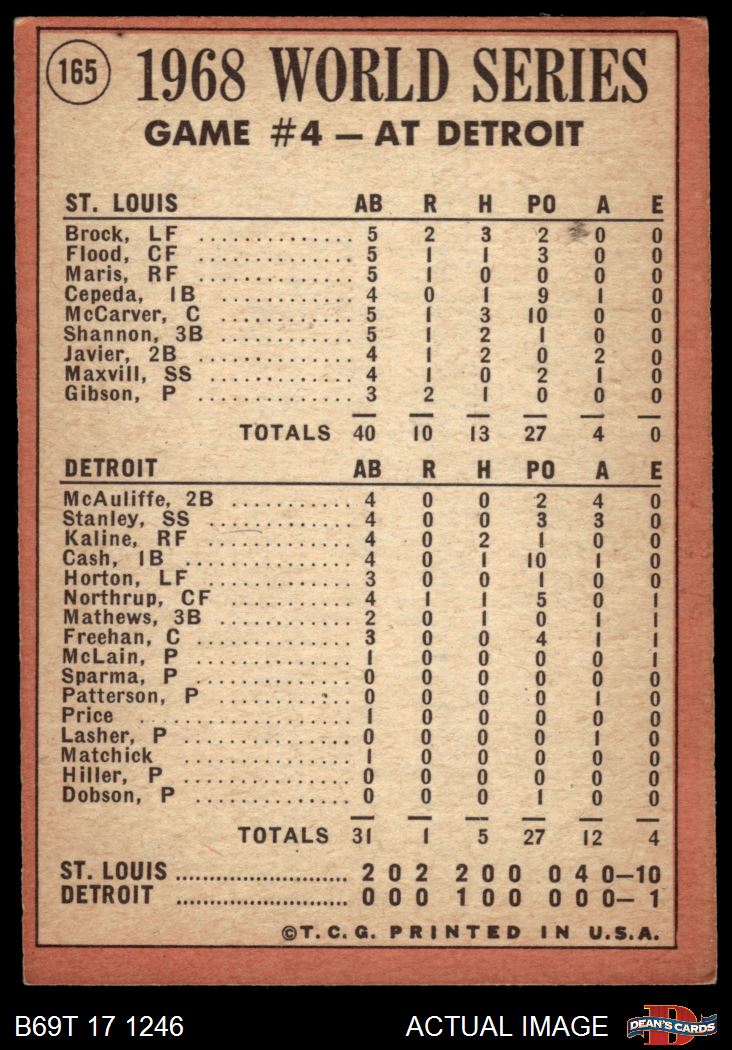 165
1968 WORLD SERIES
GAME #4 — AT DETROIT
ST. LOUIS AB R H PO A E
Brock, LF .............. 5 2 3 2 0 0
Flood, CF .............. 5 1 1 3 0 0
Maris, RF .............. 5 1 0 0 0 0
Cepeda, 1B ............ 4 0 1 9 1 0
McCarver, C ............ 5 1 3 10 0 0
Shannon, 3B ............ 5 1 2 1 0 0
Javier, 2B .............. 4 1 2 0 2 0
Maxvill, SS ............ 4 1 0 2 1 0
Gibson, P .............. 3 2 1 0 0 0
TOTALS 40 10 13 27 4 0
DETROIT AB R H PO A E
McAuliffe, 2B ........... 4 0 0 2 4 0
Stanley, SS ............. 4 0 0 3 3 0
Kaline, RF .............. 4 0 2 1 0 0
Cash, 1B ............... 4 0 1 10 1 0
Horton, LF .............. 3 0 0 1 0 0
Northrup, CF ............ 4 1 1 5 0 1
Mathews, 3B ............ 2 0 1 0 1 1
Freehan, C .............. 3 0 0 4 1 1
McLain, P .............. 1 0 0 0 0 1
Sparma, P .............. 0 0 0 0 0 0
Patterson, P ............ 0 0 0 0 1 0
Price .................. 1 0 0 0 0 0
Lasher, P ............... 0 0 0 0 1 0
Matchick ............... 1 0 0 0 0 0
Hiller, P ................ 0 0 0 0 0 0
Dobson, P .............. 0 0 0 1 0 0
TOTALS 31 1 5 27 12 4
ST. LOUIS .............................. 2 0 2 2 0 0 0 4 0—10
DETROIT .............................. 0 0 0 1 0 0 0 0 0— 1
©T.C.G. PRINTED IN U.S.A.
B69T 17 1246 ACTUAL IMAGE DEAN'S CARDS